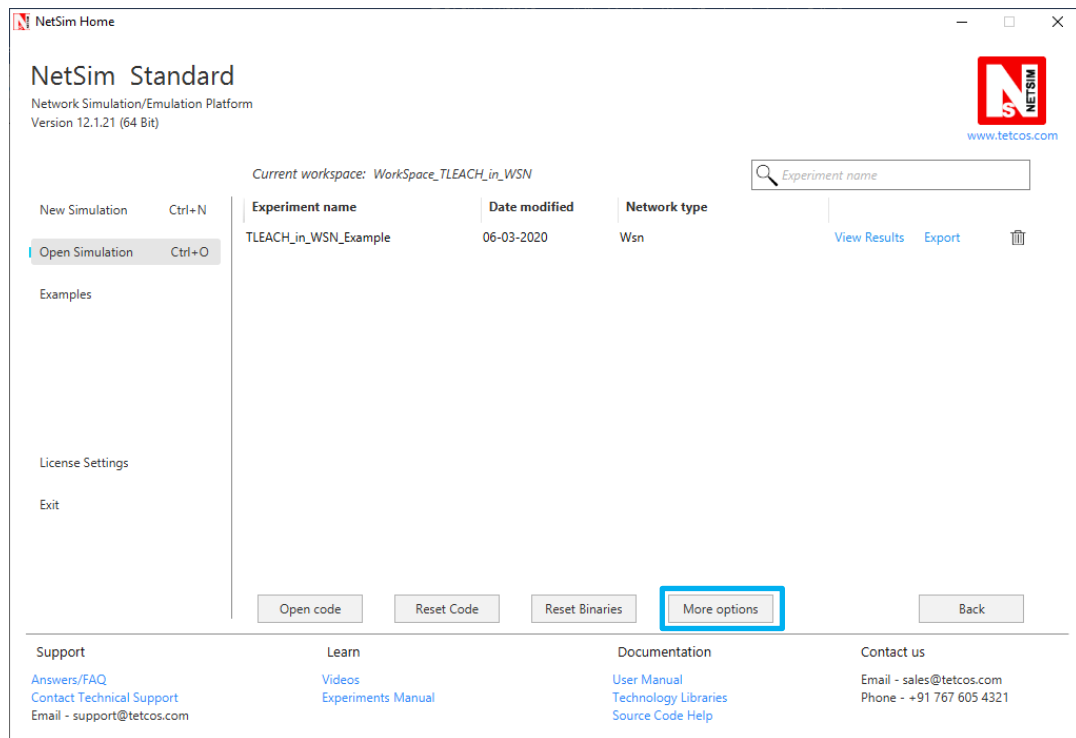 NetSim Home
NetSim Standard
Network Simulation/Emulation Platform
Version 12.1.21 (64 Bit)
NS NETSIM
www.tetcos.com
Current workspace: WorkSpace_TLEACH_in_WSN
Experiment name
New Simulation Ctrl+N
Open Simulation Ctrl+O
Examples
License Settings
Exit
Experiment name Date modified Network type
TLEACH_in_WSN_Example 06-03-2020 Wsn View Results Export
Open code Reset Code Reset Binaries More options Back
Support
Answers/FAQ
Contact Technical Support
Email - support@tetcos.com
Learn
Videos
Experiments Manual
Documentation
User Manual
Technology Libraries
Source Code Help
Contact us
Email - sales@tetcos.com
Phone - +91 767 605 4321